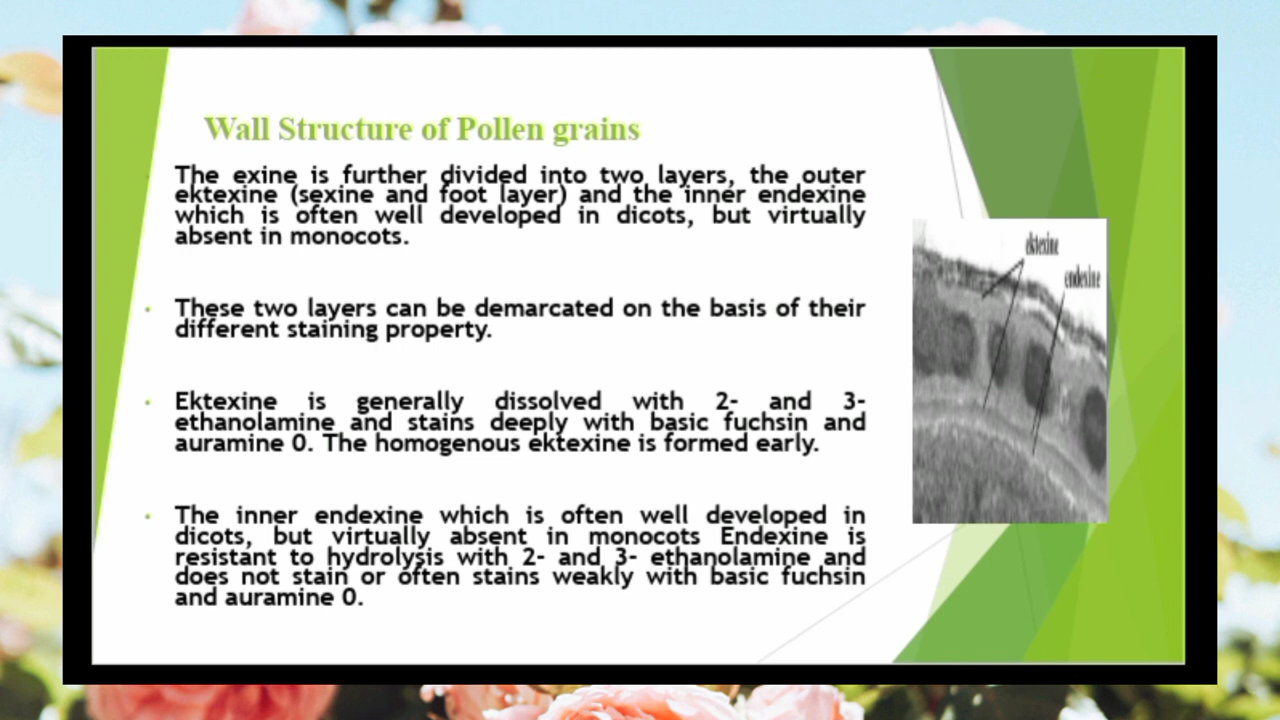 Wall Structure of Pollen grains
The exine is further divided into two layers, the outer
ektexine (sexine and foot layer) and the inner endexine
which is often well developed in dicots, but virtually
absent in monocots.
• These two layers can be demarcated on the basis of their
different staining property.
• Ektexine is generally dissolved with 2- and 3-
ethanolamine and stains deeply with basic fuchsin and
auramine 0. The homogenous ektexine is formed early.
• The inner endexine which is often well developed in
dicots, but virtually absent in monocots Endexine is
resistant to hydrolysis with 2- and 3- ethanolamine and
does not stain or often stains weakly with basic fuchsin
and auramine 0.
ektexine
endexine